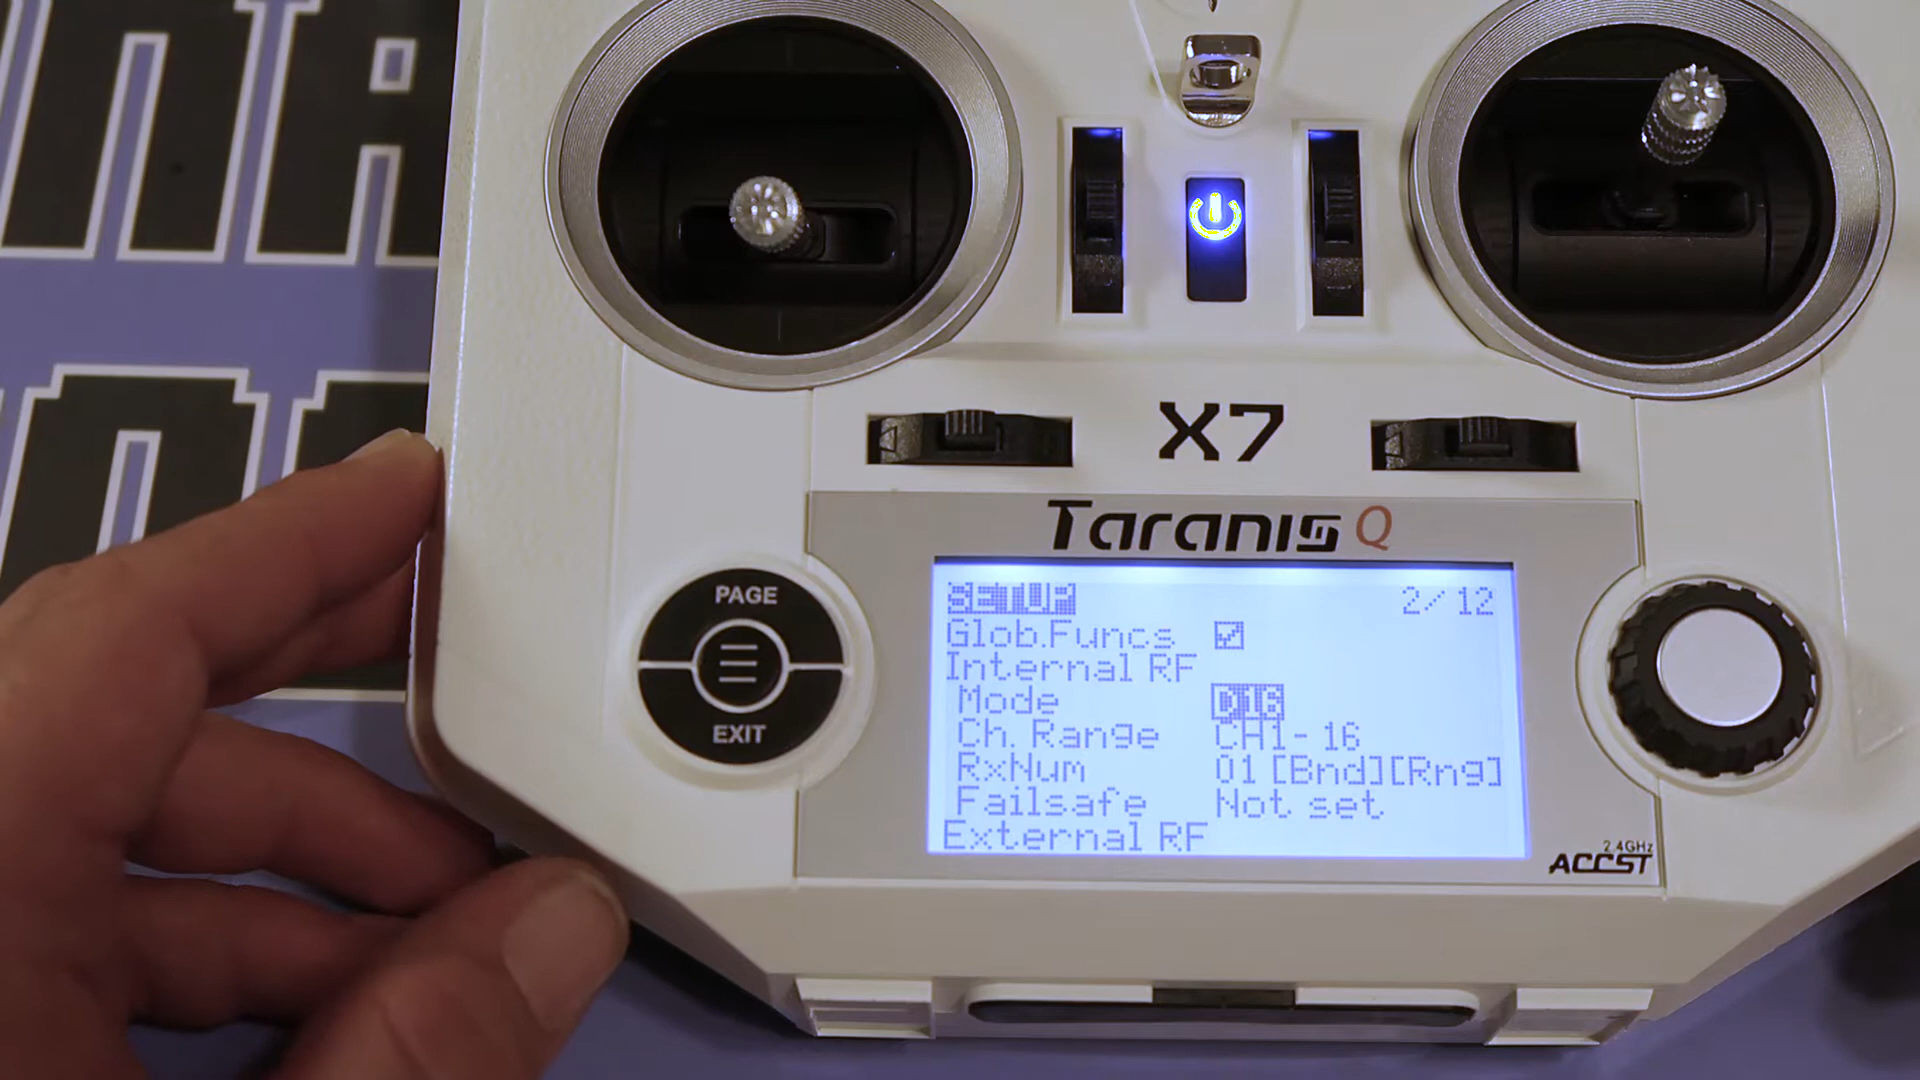 X7
Taranis Q
PAGE
EXIT
SETUP 2/12
Glob.Funcs
Internal RF
Mode D16
Ch. Range CH1-16
RxNum 01 [Bnd][Rng]
Failsafe Not set
External RF
2.4GHz
ACCST